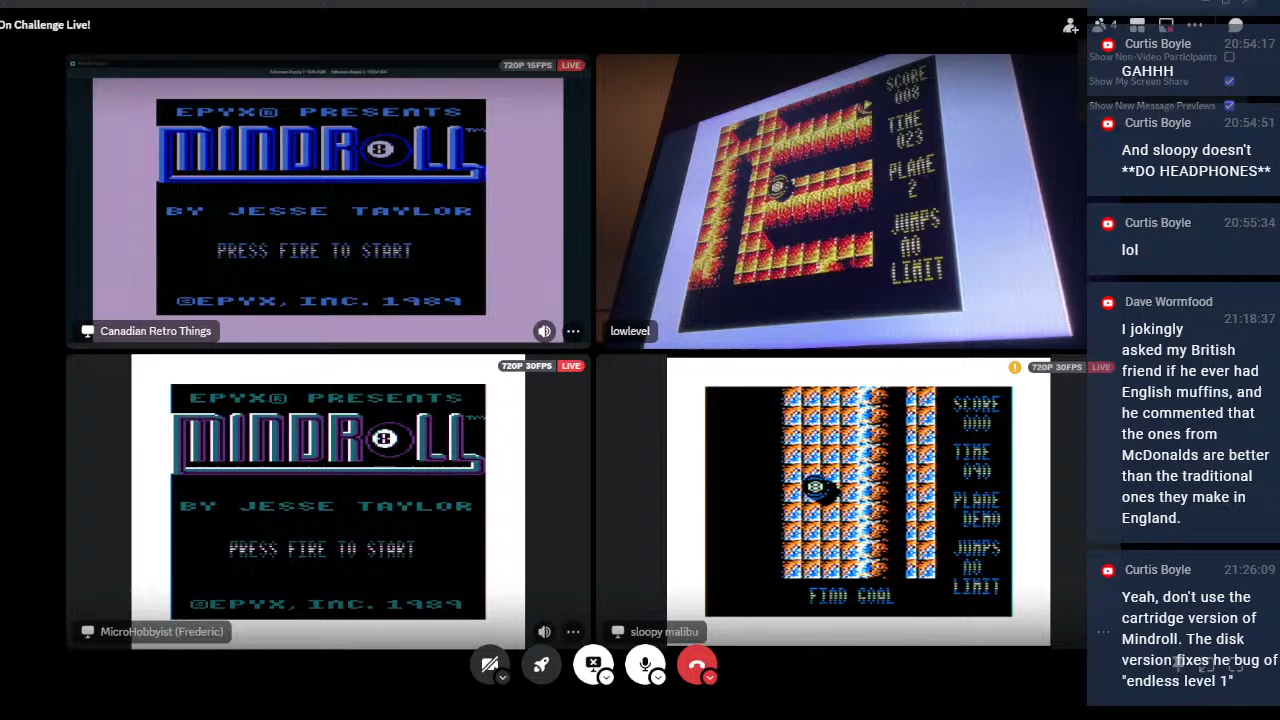 On Challenge Live!
4
Show Non-Video Participants
Show My Screen Share
Show New Message Previews
720P 15FPS LIVE
EPYX® PRESENTS
MINDROLL™
8
BY JESSE TAYLOR
PRESS FIRE TO START
©EPYX, INC. 1989
Canadian Retro Things
SCORE
008
TIME
023
PLANE
2
JUMPS
NO
LIMIT
lowlevel
720P 30FPS LIVE
EPYX® PRESENTS
MINDROLL™
8
BY JESSE TAYLOR
PRESS FIRE TO START
©EPYX, INC. 1989
MicroHobbyist (Frederic)
720P 30FPS LIVE
SCORE
000
TIME
090
PLANE
DEMO
JUMPS
NO
LIMIT
FIND GOAL
sloopy malibu
Curtis Boyle 20:54:17
GAHHH
Curtis Boyle 20:54:51
And sloopy doesn't
**DO HEADPHONES**
Curtis Boyle 20:55:34
lol
Dave Wormfood
21:18:37
I jokingly
asked my British
friend if he ever had
English muffins, and
he commented that
the ones from
McDonalds are better
than the traditional
ones they make in
England.
Curtis Boyle 21:26:09
Yeah, don't use the
cartridge version of
Mindroll. The disk
version fixes he bug of
"endless level 1"